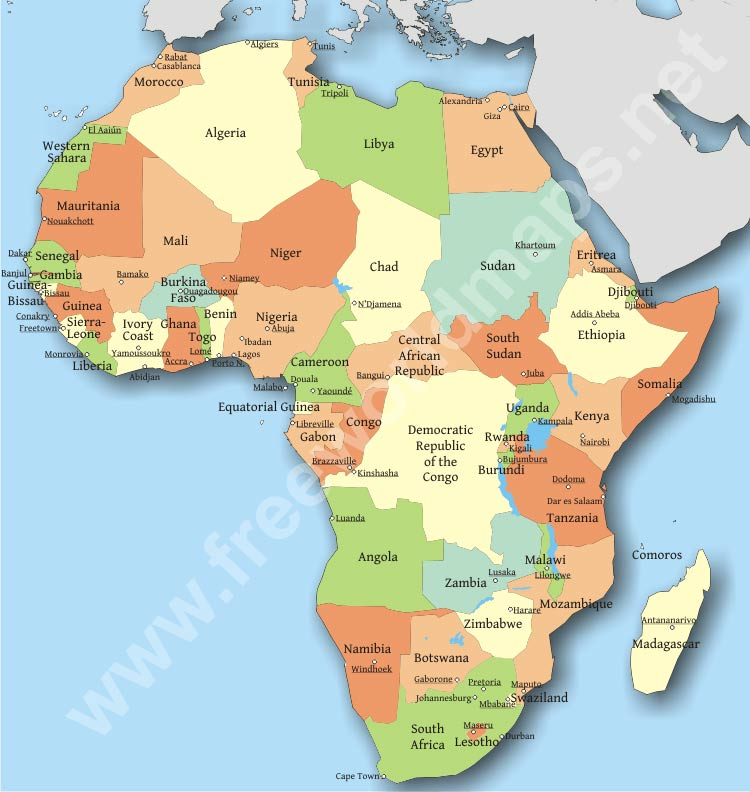 Algiers
Tunis
Rabat
Casablanca
Morocco
Tunisia
Tripoli
Alexandria
Cairo
Giza
El Aaiún
Western
Sahara
Algeria
Libya
Egypt
Mauritania
Nouakchott
Mali
Niger
Chad
Sudan
Khartoum
Eritrea
Asmara
Dakar
Senegal
Banjul
Gambia
Guinea-
Bissau
Bissau
Bamako
Burkina
Faso
Ouagadougou
Niamey
N'Djamena
Djibouti
Djibouti
Guinea
Conakry
Freetown
Sierra-
Leone
Ivory
Coast
Yamoussoukro
Ghana
Togo
Benin
Nigeria
Abuja
Ibadan
Lagos
Porto N.
Lomé
Accra
Abidjan
Monrovia
Liberia
Addis Abeba
Ethiopia
Central
African
Republic
Bangui
South
Sudan
Juba
Somalia
Mogadishu
Cameroon
Douala
Malabo
Yaoundé
Equatorial Guinea
Libreville
Gabon
Congo
Brazzaville
Kinshasa
Democratic
Republic
of the
Congo
Uganda
Kampala
Kenya
Nairobi
Rwanda
Kigali
Bujumbura
Burundi
Dodoma
Dar es Salaam
Tanzania
Luanda
Angola
Zambia
Lusaka
Malawi
Lilongwe
Comoros
Mozambique
Harare
Zimbabwe
Antananarivo
Madagascar
Namibia
Windhoek
Botswana
Gaborone
Pretoria
Johannesburg
Maputo
Mbabane
Swaziland
Maseru
Lesotho
Durban
South
Africa
Cape Town
www.freeworldmaps.net